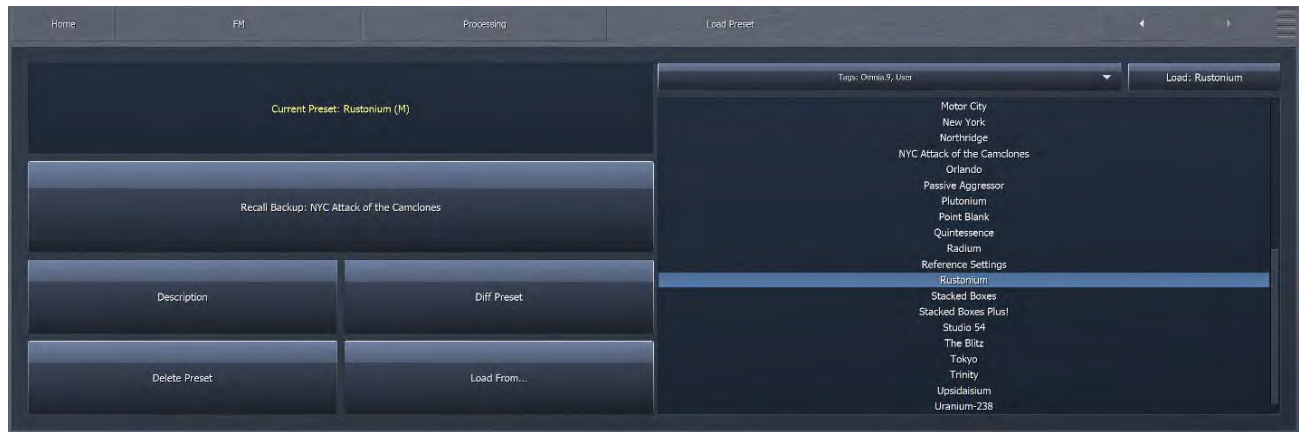 Home
FM
Processing
Load Preset
Current Preset: Rustonium (M)
Recall Backup: NYC Attack of the Camclones
Description
Diff Preset
Delete Preset
Load From...
Tags: Omnia.9, User
Load: Rustonium
Motor City
New York
Northridge
NYC Attack of the Camclones
Orlando
Passive Aggressor
Plutonium
Point Blank
Quintessence
Radium
Reference Settings
Rustonium
Stacked Boxes
Stacked Boxes Plus!
Studio 54
The Blitz
Tokyo
Trinity
Upsidaisium
Uranium-238